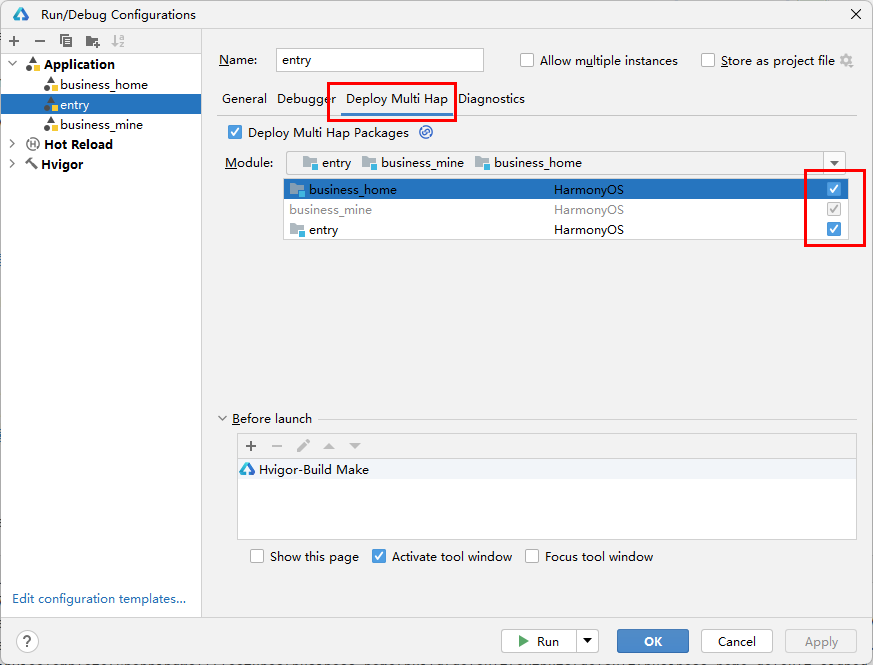 Run/Debug Configurations
Application
business_home
entry
business_mine
Hot Reload
Hvigor
Edit configuration templates...
Name: entry Allow multiple instances Store as project file
General Debugger Deploy Multi Hap Diagnostics
Deploy Multi Hap Packages
Module: entry business_mine business_home
business_home HarmonyOS
business_mine HarmonyOS
entry HarmonyOS
Before launch
Hvigor-Build Make
Show this page Activate tool window Focus tool window
? Run OK Cancel Apply